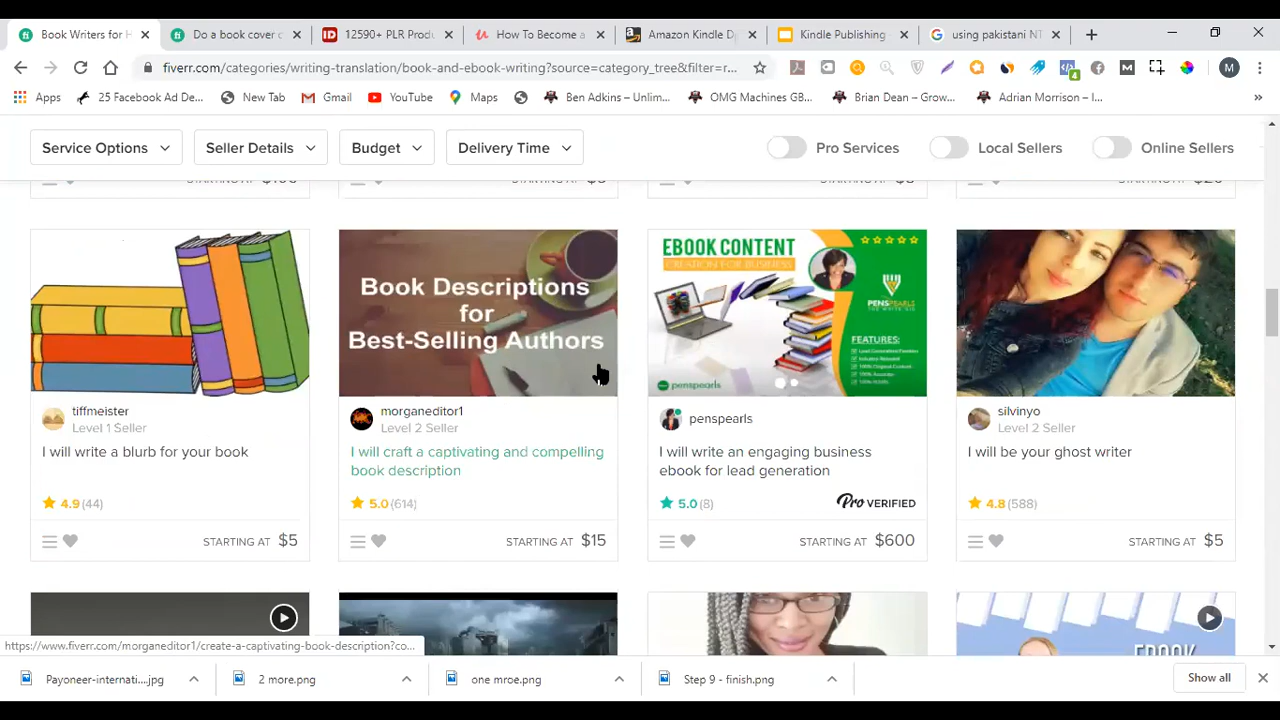 Book Writers for H
Do a book cover c
12590+ PLR Produ
How To Become a
Amazon Kindle D
Kindle Publishing
using pakistani NT
fiverr.com/categories/writing-translation/book-and-ebook-writing?source=category_tree&filter=r...
M
Apps
25 Facebook Ad De...
New Tab
Gmail
YouTube
Maps
Ben Adkins – Unlim...
OMG Machines GB...
Brian Dean – Grow...
Adrian Morrison – I...
Service Options
Seller Details
Budget
Delivery Time
Pro Services
Local Sellers
Online Sellers
Book Descriptions
for
Best-Selling Authors
EBOOK CONTENT
CREATION FOR BUSINESS
PENSPEARLS
FEATURES:
penspearls
tiffmeister
Level 1 Seller
I will write a blurb for your book
4.9 (44)
STARTING AT $5
morganeditor1
Level 2 Seller
I will craft a captivating and compelling
book description
5.0 (614)
STARTING AT $15
penspearls
I will write an engaging business
ebook for lead generation
5.0 (8)
Pro VERIFIED
STARTING AT $600
silvinyo
Level 2 Seller
I will be your ghost writer
4.8 (588)
STARTING AT $5
EBOOK
https://www.fiverr.com/morganeditor1/create-a-captivating-book-description?co...
Payoneer-internati....jpg
2 more.png
one mroe.png
Step 9 - finish.png
Show all